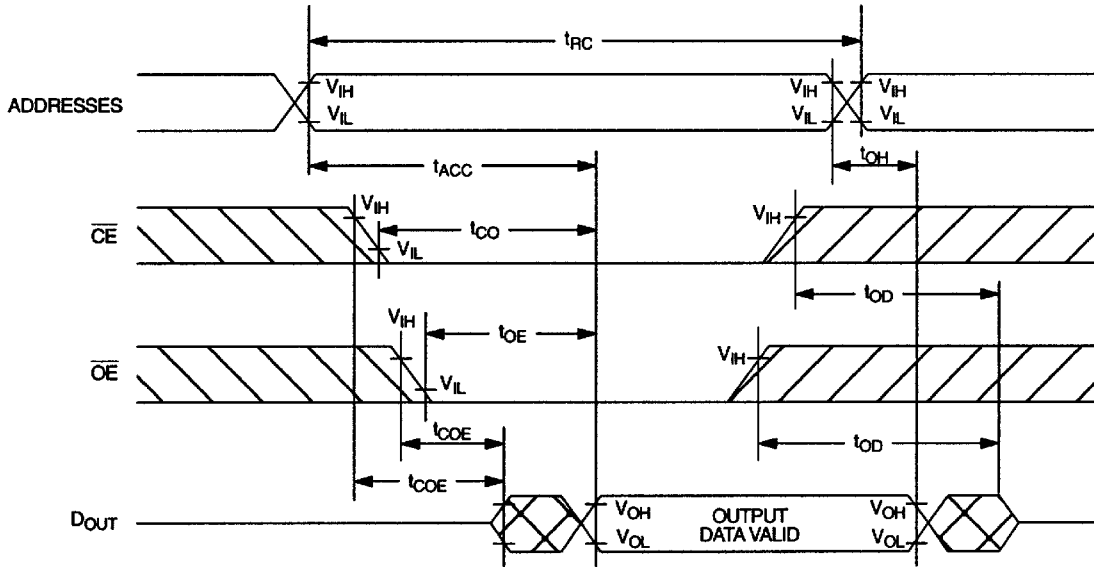 tRC
ADDRESSES
VIH
VIL
VIH
VIL
VIH
VIL
tACC
tOH
CE
VIH
VIL
tCO
VIH
tOD
OE
VIH
VIL
tOE
VIH
tCOE
tOD
tCOE
DOUT
VOH
VOL
OUTPUT
DATA VALID
VOH
VOL